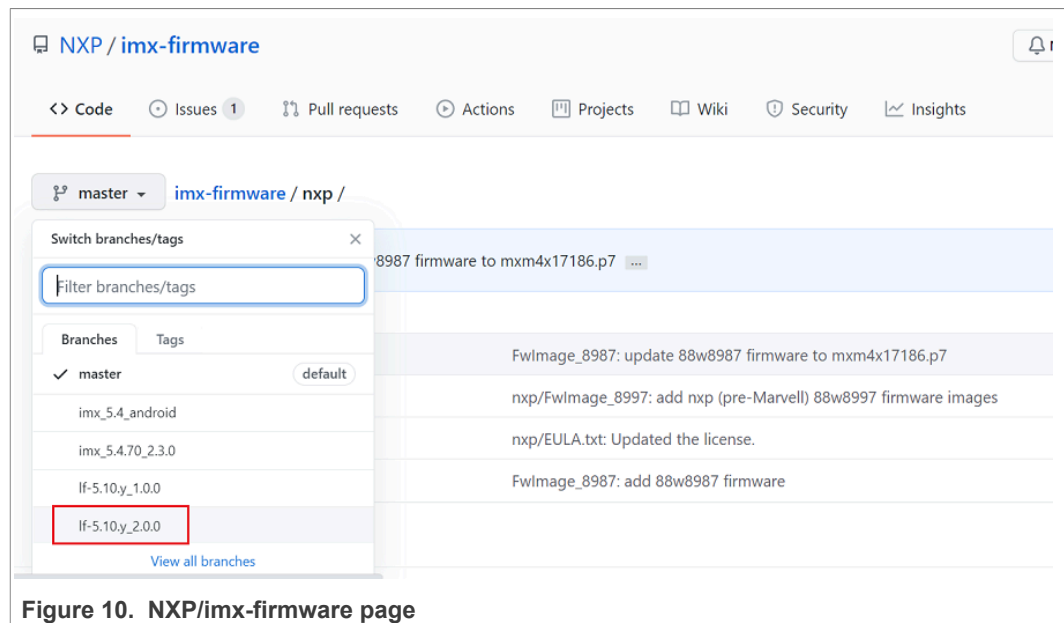 NXP / imx-firmware
Code Issues 1 Pull requests Actions Projects Wiki Security Insights
master imx-firmware / nxp /
Switch branches/tags
8987 firmware to mxm4x17186.p7 ...
Filter branches/tags
Branches Tags
FwImage_8987: update 88w8987 firmware to mxm4x17186.p7
master default
nxp/FwImage_8997: add nxp (pre-Marvell) 88w8997 firmware images
imx_5.4_android
nxp/EULA.txt: Updated the license.
imx_5.4.70_2.3.0
FwImage_8987: add 88w8987 firmware
lf-5.10.y_1.0.0
lf-5.10.y_2.0.0
View all branches
Figure 10. NXP/imx-firmware page